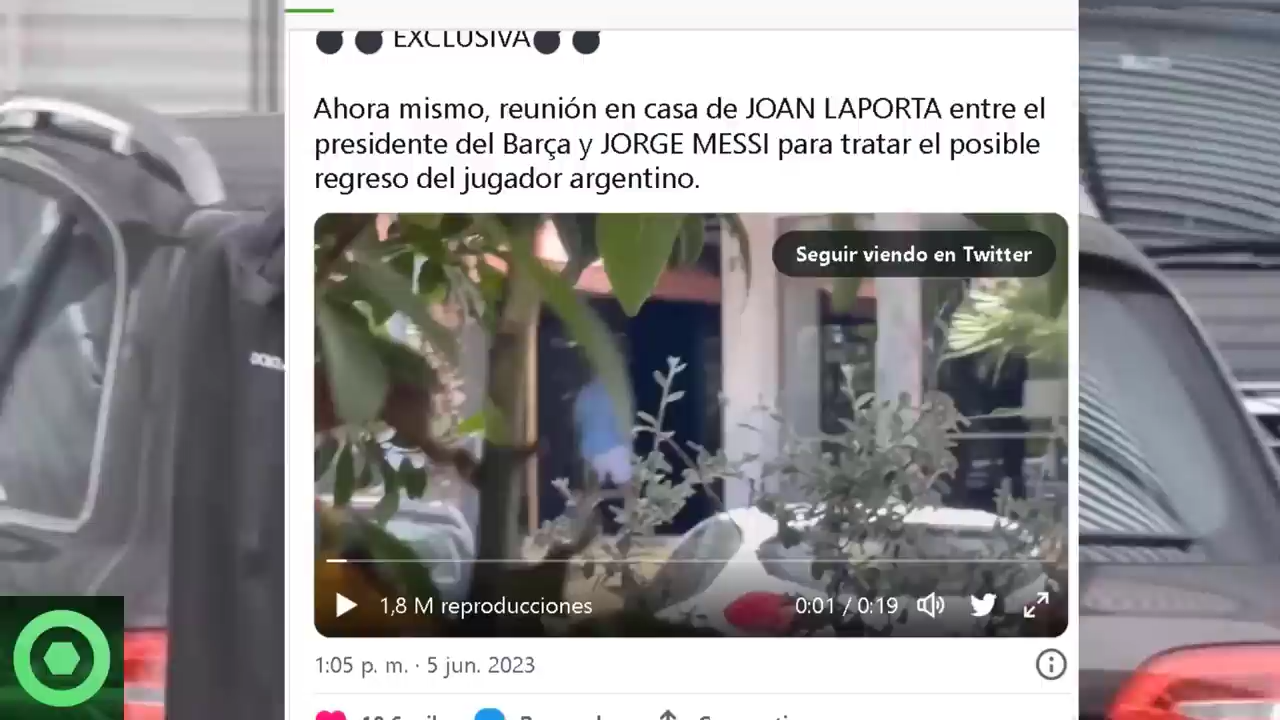 EXCLUSIVA
Ahora mismo, reunión en casa de JOAN LAPORTA entre el
presidente del Barça y JORGE MESSI para tratar el posible
regreso del jugador argentino.
Seguir viendo en Twitter
1,8 M reproducciones
0:01 / 0:19
1:05 p. m. · 5 jun. 2023